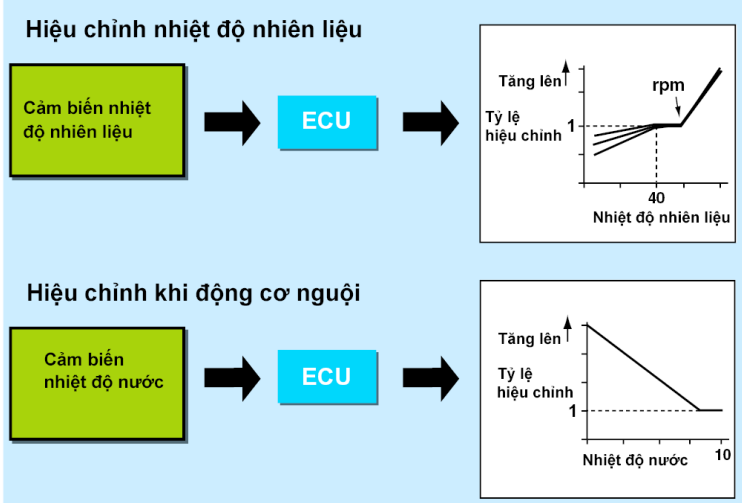 Hiệu chỉnh nhiệt độ nhiên liệu
Cảm biến nhiệt
độ nhiên liệu
ECU
Tăng lên
rpm
Tỷ lệ
hiệu chỉnh
1
40
Nhiệt độ nhiên liệu
Hiệu chỉnh khi động cơ nguội
Cảm biến
nhiệt độ nước
ECU
Tăng lên
Tỷ lệ
hiệu chỉnh
1
Nhiệt độ nước
10